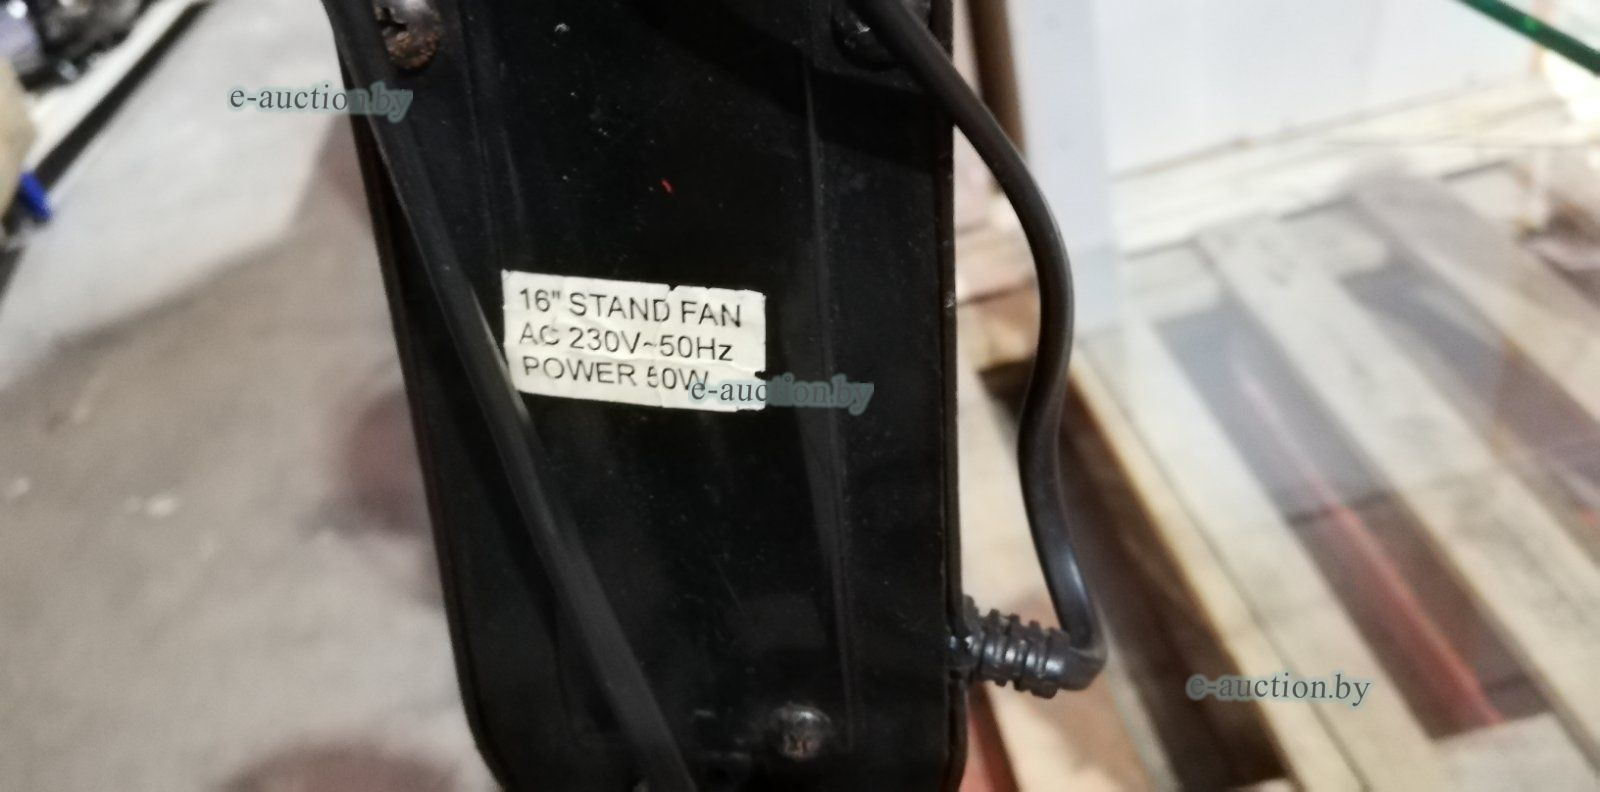 e-auction.by
16" STAND FAN
AC 230V~50Hz
POWER 50W
e-auction.by
e-auction.by